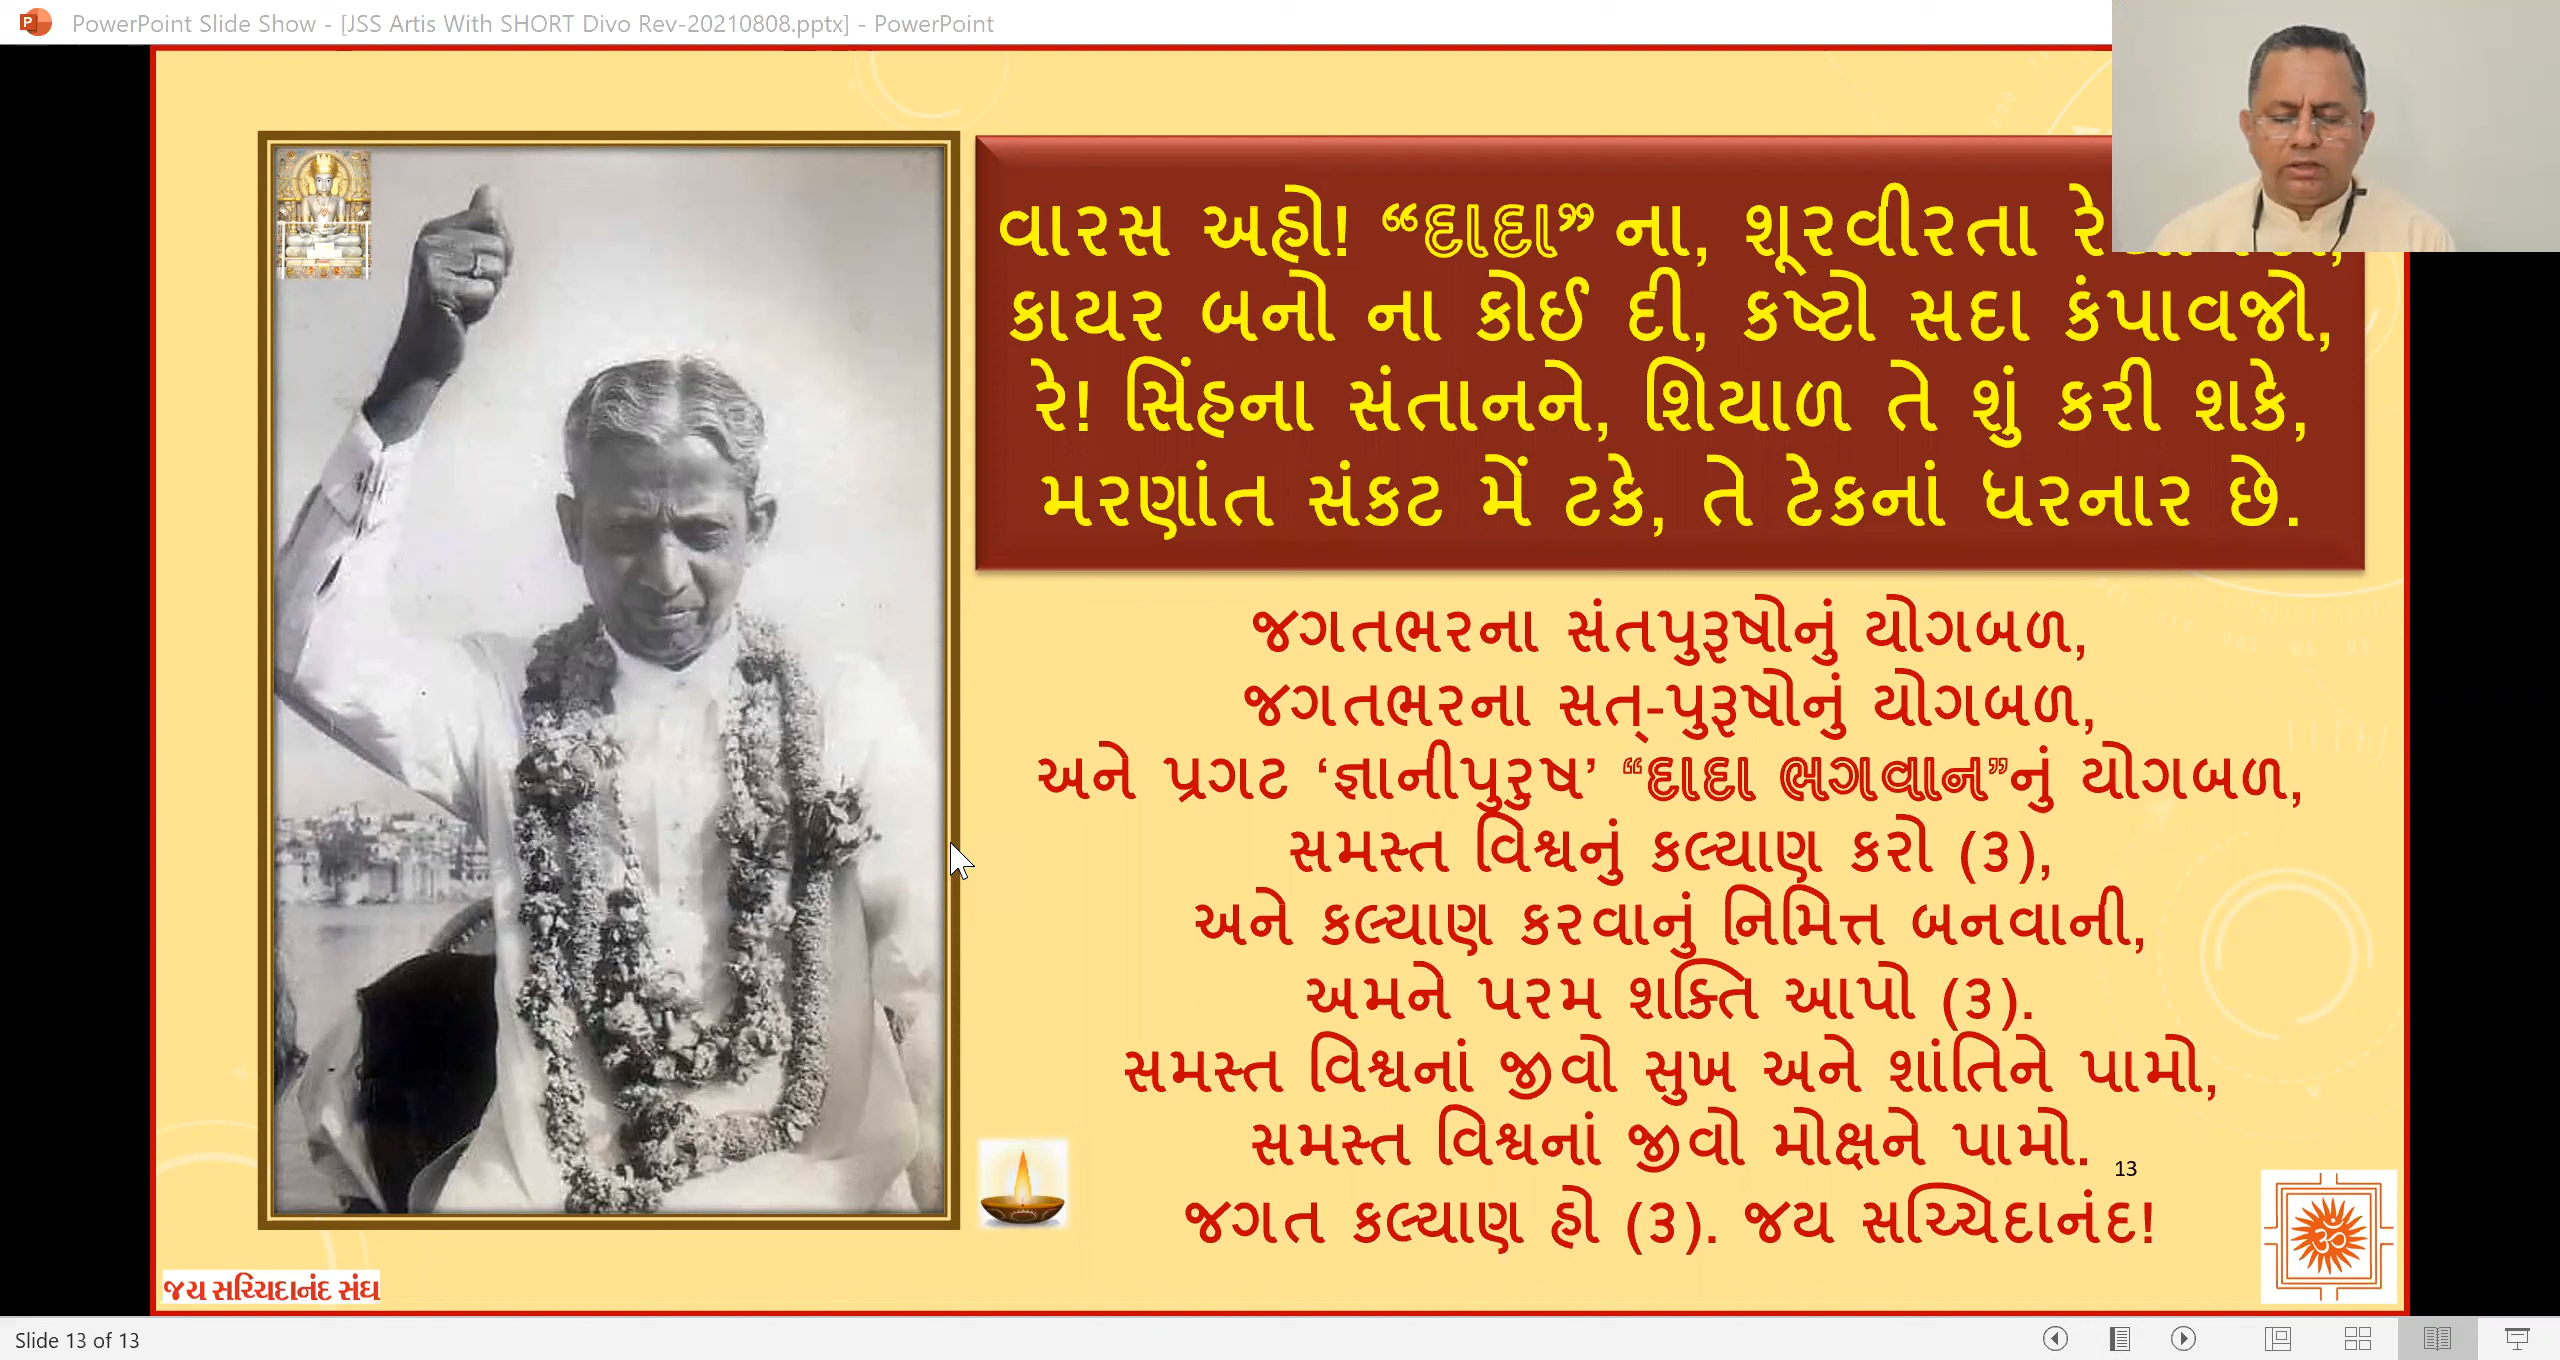 PowerPoint Slide Show - [JSS Artis With SHORT Divo Rev-20210808.pptx] - PowerPoint
વારસ અહો! “દાદા” ના, શૂરવીરતા
કાયર બનો ના કોઈ દી, કષ્ટો સદા કંપાવજો,
રે! સિંહના સંતાનને, શિયાળ તે શું કરી શકે,
મરણાંત સંકટ મેં ટકે, તે ટેકનાં ધરનાર છે.
જગતભરના સંતપુરૂષોનું યોગબળ,
જગતભરના સત્-પુરૂષોનું યોગબળ,
અને પ્રગટ ‘જ્ઞાનીપુરુષ’ “દાદા ભગવાન”નું યોગબળ,
સમસ્ત વિશ્વનું કલ્યાણ કરો (૩),
અને કલ્યાણ કરવાનું નિમિત્ત બનવાની,
અમને પરમ શક્તિ આપો (૩).
સમસ્ત વિશ્વનાં જીવો સુખ અને શાંતિને પામો,
સમસ્ત વિશ્વનાં જીવો મોક્ષને પામો.
13
જગત કલ્યાણ હો (૩). જય સચ્ચિદાનંદ!
ૐ
જય સચ્ચિદાનંદ સંઘ
Slide 13 of 13